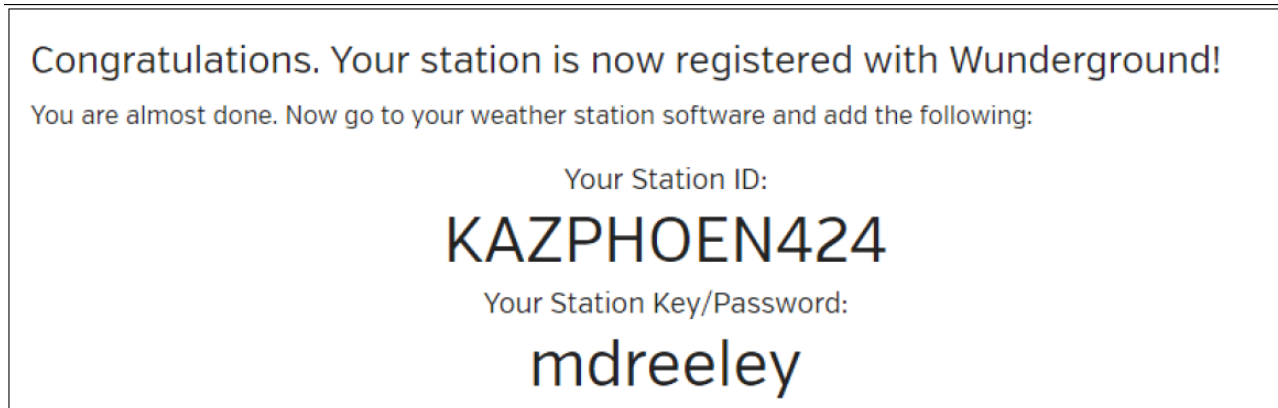 Congratulations. Your station is now registered with Wunderground!
You are almost done. Now go to your weather station software and add the following:
Your Station ID:
KAZPHOEN424
Your Station Key/Password:
mdreeley